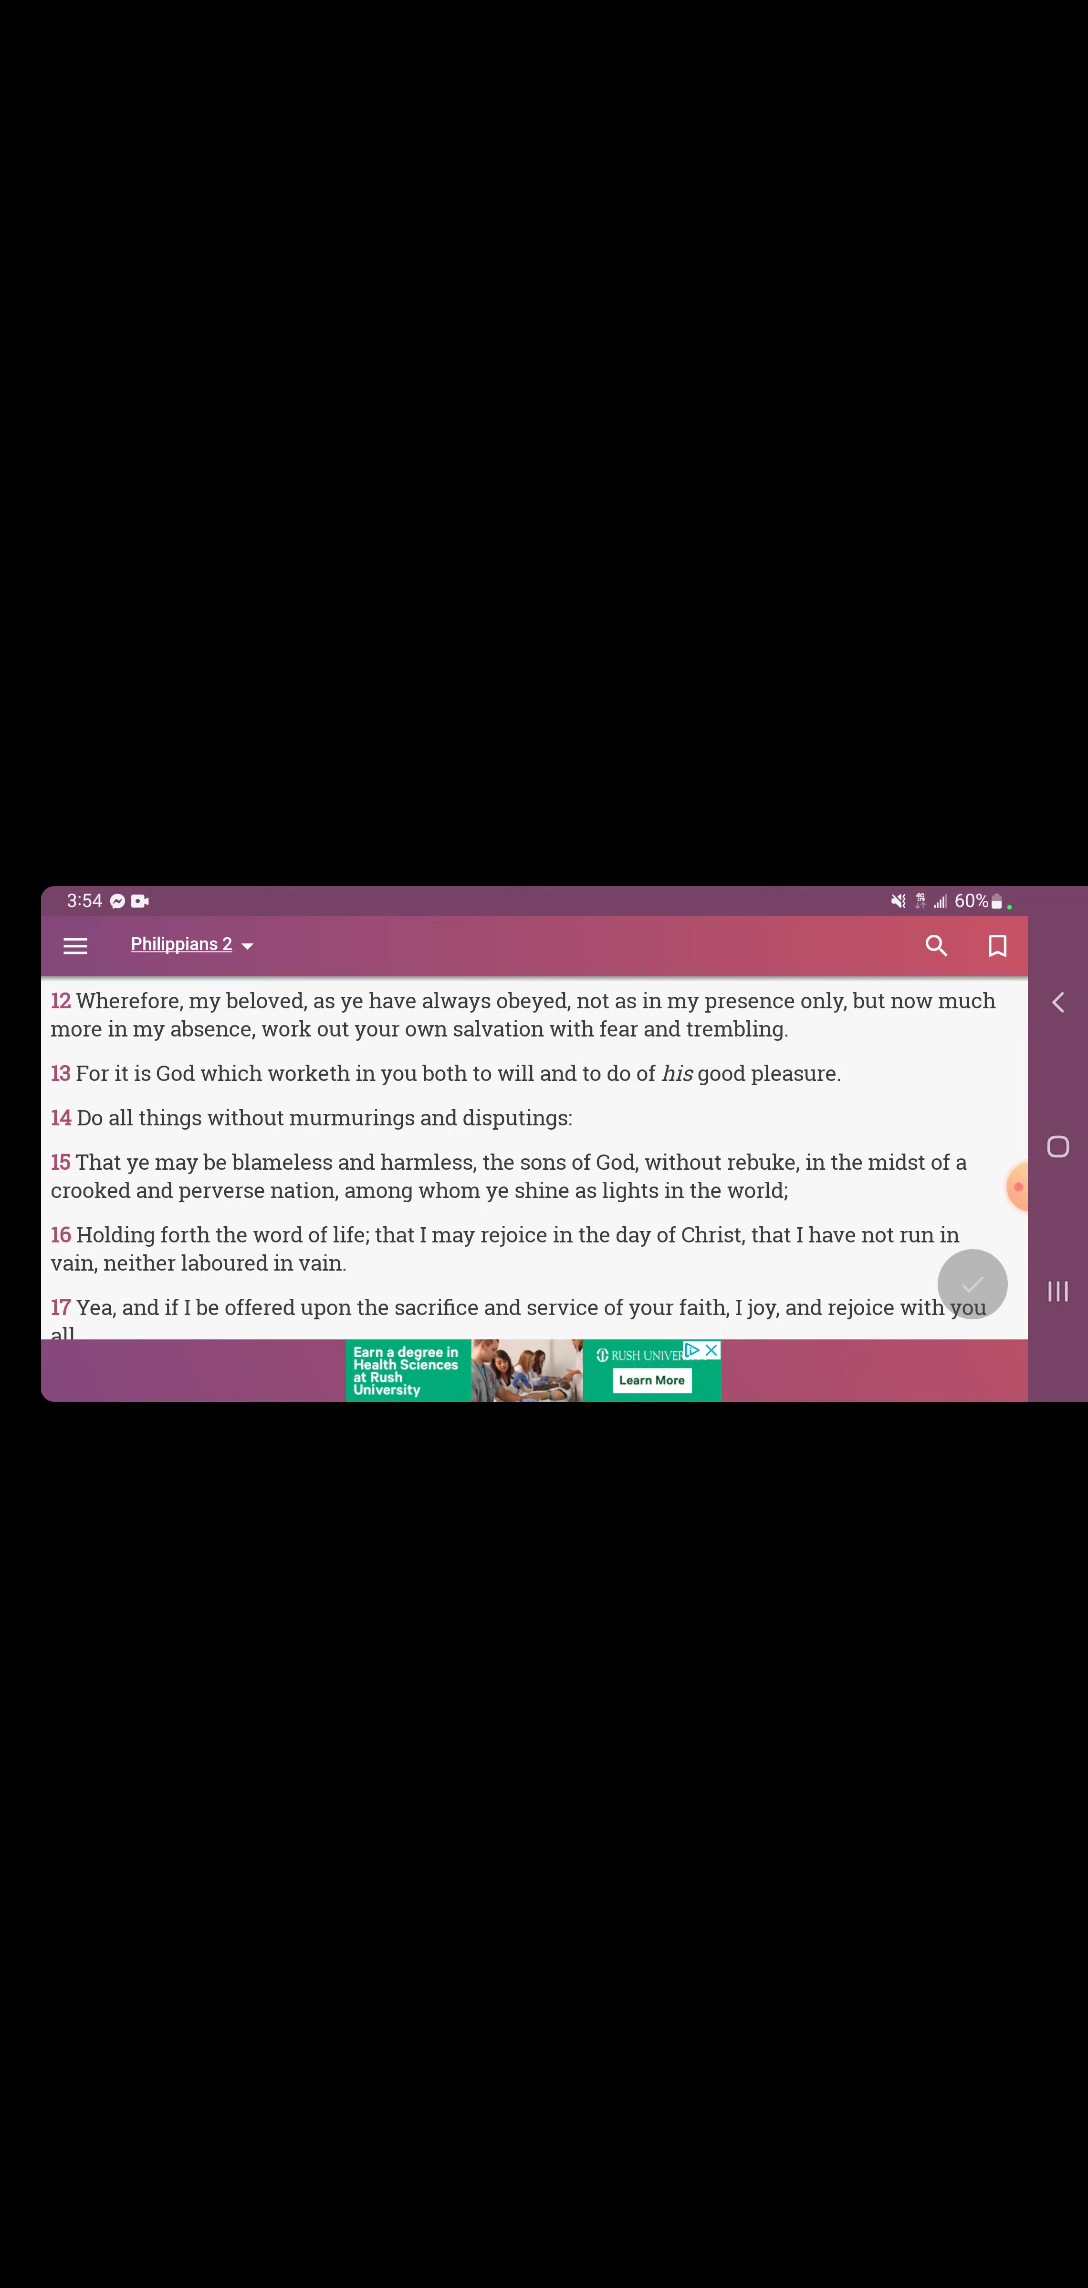 3:54
60%
Philippians 2
12 Wherefore, my beloved, as ye have always obeyed, not as in my presence only, but now much
more in my absence, work out your own salvation with fear and trembling.
13 For it is God which worketh in you both to will and to do of his good pleasure.
14 Do all things without murmurings and disputings:
15 That ye may be blameless and harmless, the sons of God, without rebuke, in the midst of a
crooked and perverse nation, among whom ye shine as lights in the world;
16 Holding forth the word of life; that I may rejoice in the day of Christ, that I have not run in
vain, neither laboured in vain.
17 Yea, and if I be offered upon the sacrifice and service of your faith, I joy, and rejoice with you
all
Earn a degree in
Health Sciences
at Rush
University
RUSH
Learn More